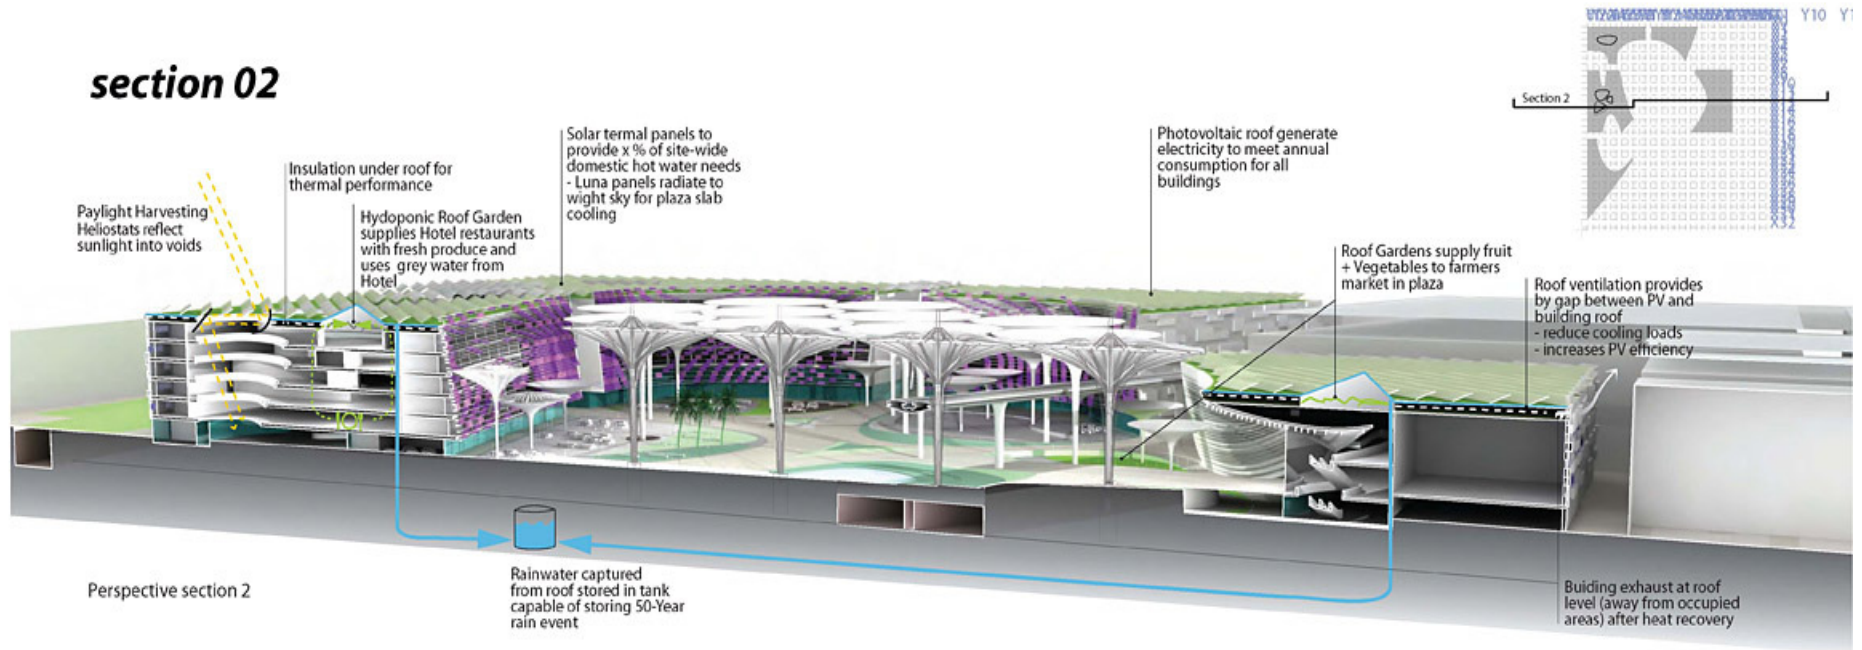 section 02
Section 2
Y10
X32
Solar termal panels to
provide x % of site-wide
domestic hot water needs
- Luna panels radiate to
wight sky for plaza slab
cooling
Photovoltaic roof generate
electricity to meet annual
consumption for all
buildings
Insulation under roof for
thermal performance
Paylight Harvesting
Heliostats reflect
sunlight into voids
Hydoponic Roof Garden
supplies Hotel restaurants
with fresh produce and
uses grey water from
Hotel
Roof Gardens supply fruit
+ Vegetables to farmers
market in plaza
Roof ventilation provides
by gap between PV and
building roof
- reduce cooling loads
- increases PV efficiency
Perspective section 2
Rainwater captured
from roof stored in tank
capable of storing 50-Year
rain event
Buiding exhaust at roof
level (away from occupied
areas) after heat recovery